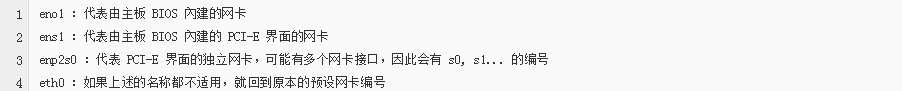 1 eno1 : 代表由主板 BIOS 內建的网卡
2 ens1 : 代表由主板 BIOS 內建的 PCI-E 界面的网卡
3 enp2s0 : 代表 PCI-E 界面的独立网卡，可能有多个网卡接口，因此会有 s0, s1... 的编号
4 eth0 : 如果上述的名称都不适用，就回到原本的预设网卡编号